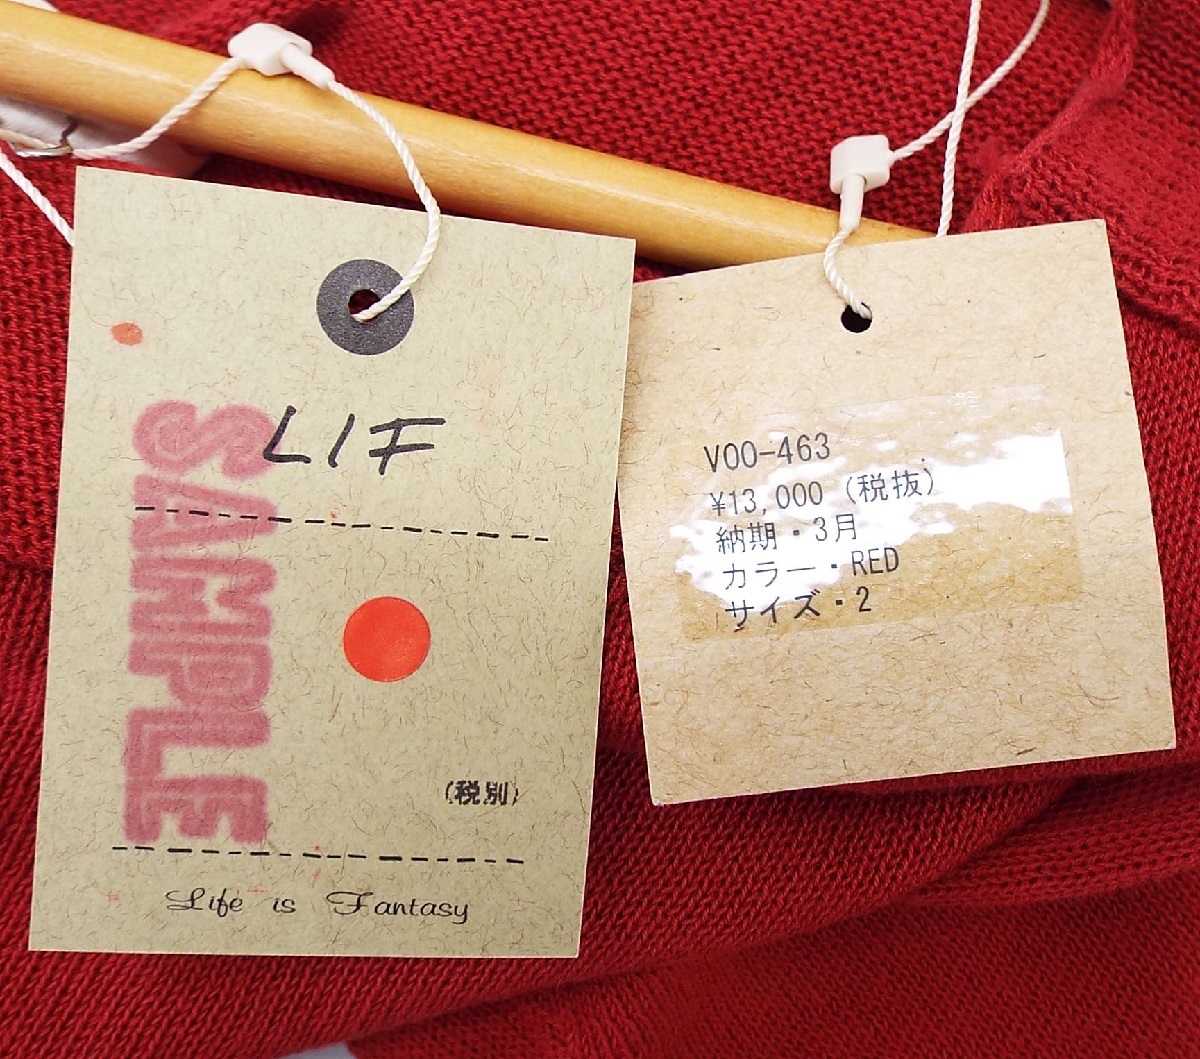 LIF
SAMPLE
(税別)
Life is Fantasy
V00-463
¥13,000 (税抜)
納期・3月
カラー・RED
サイズ・2